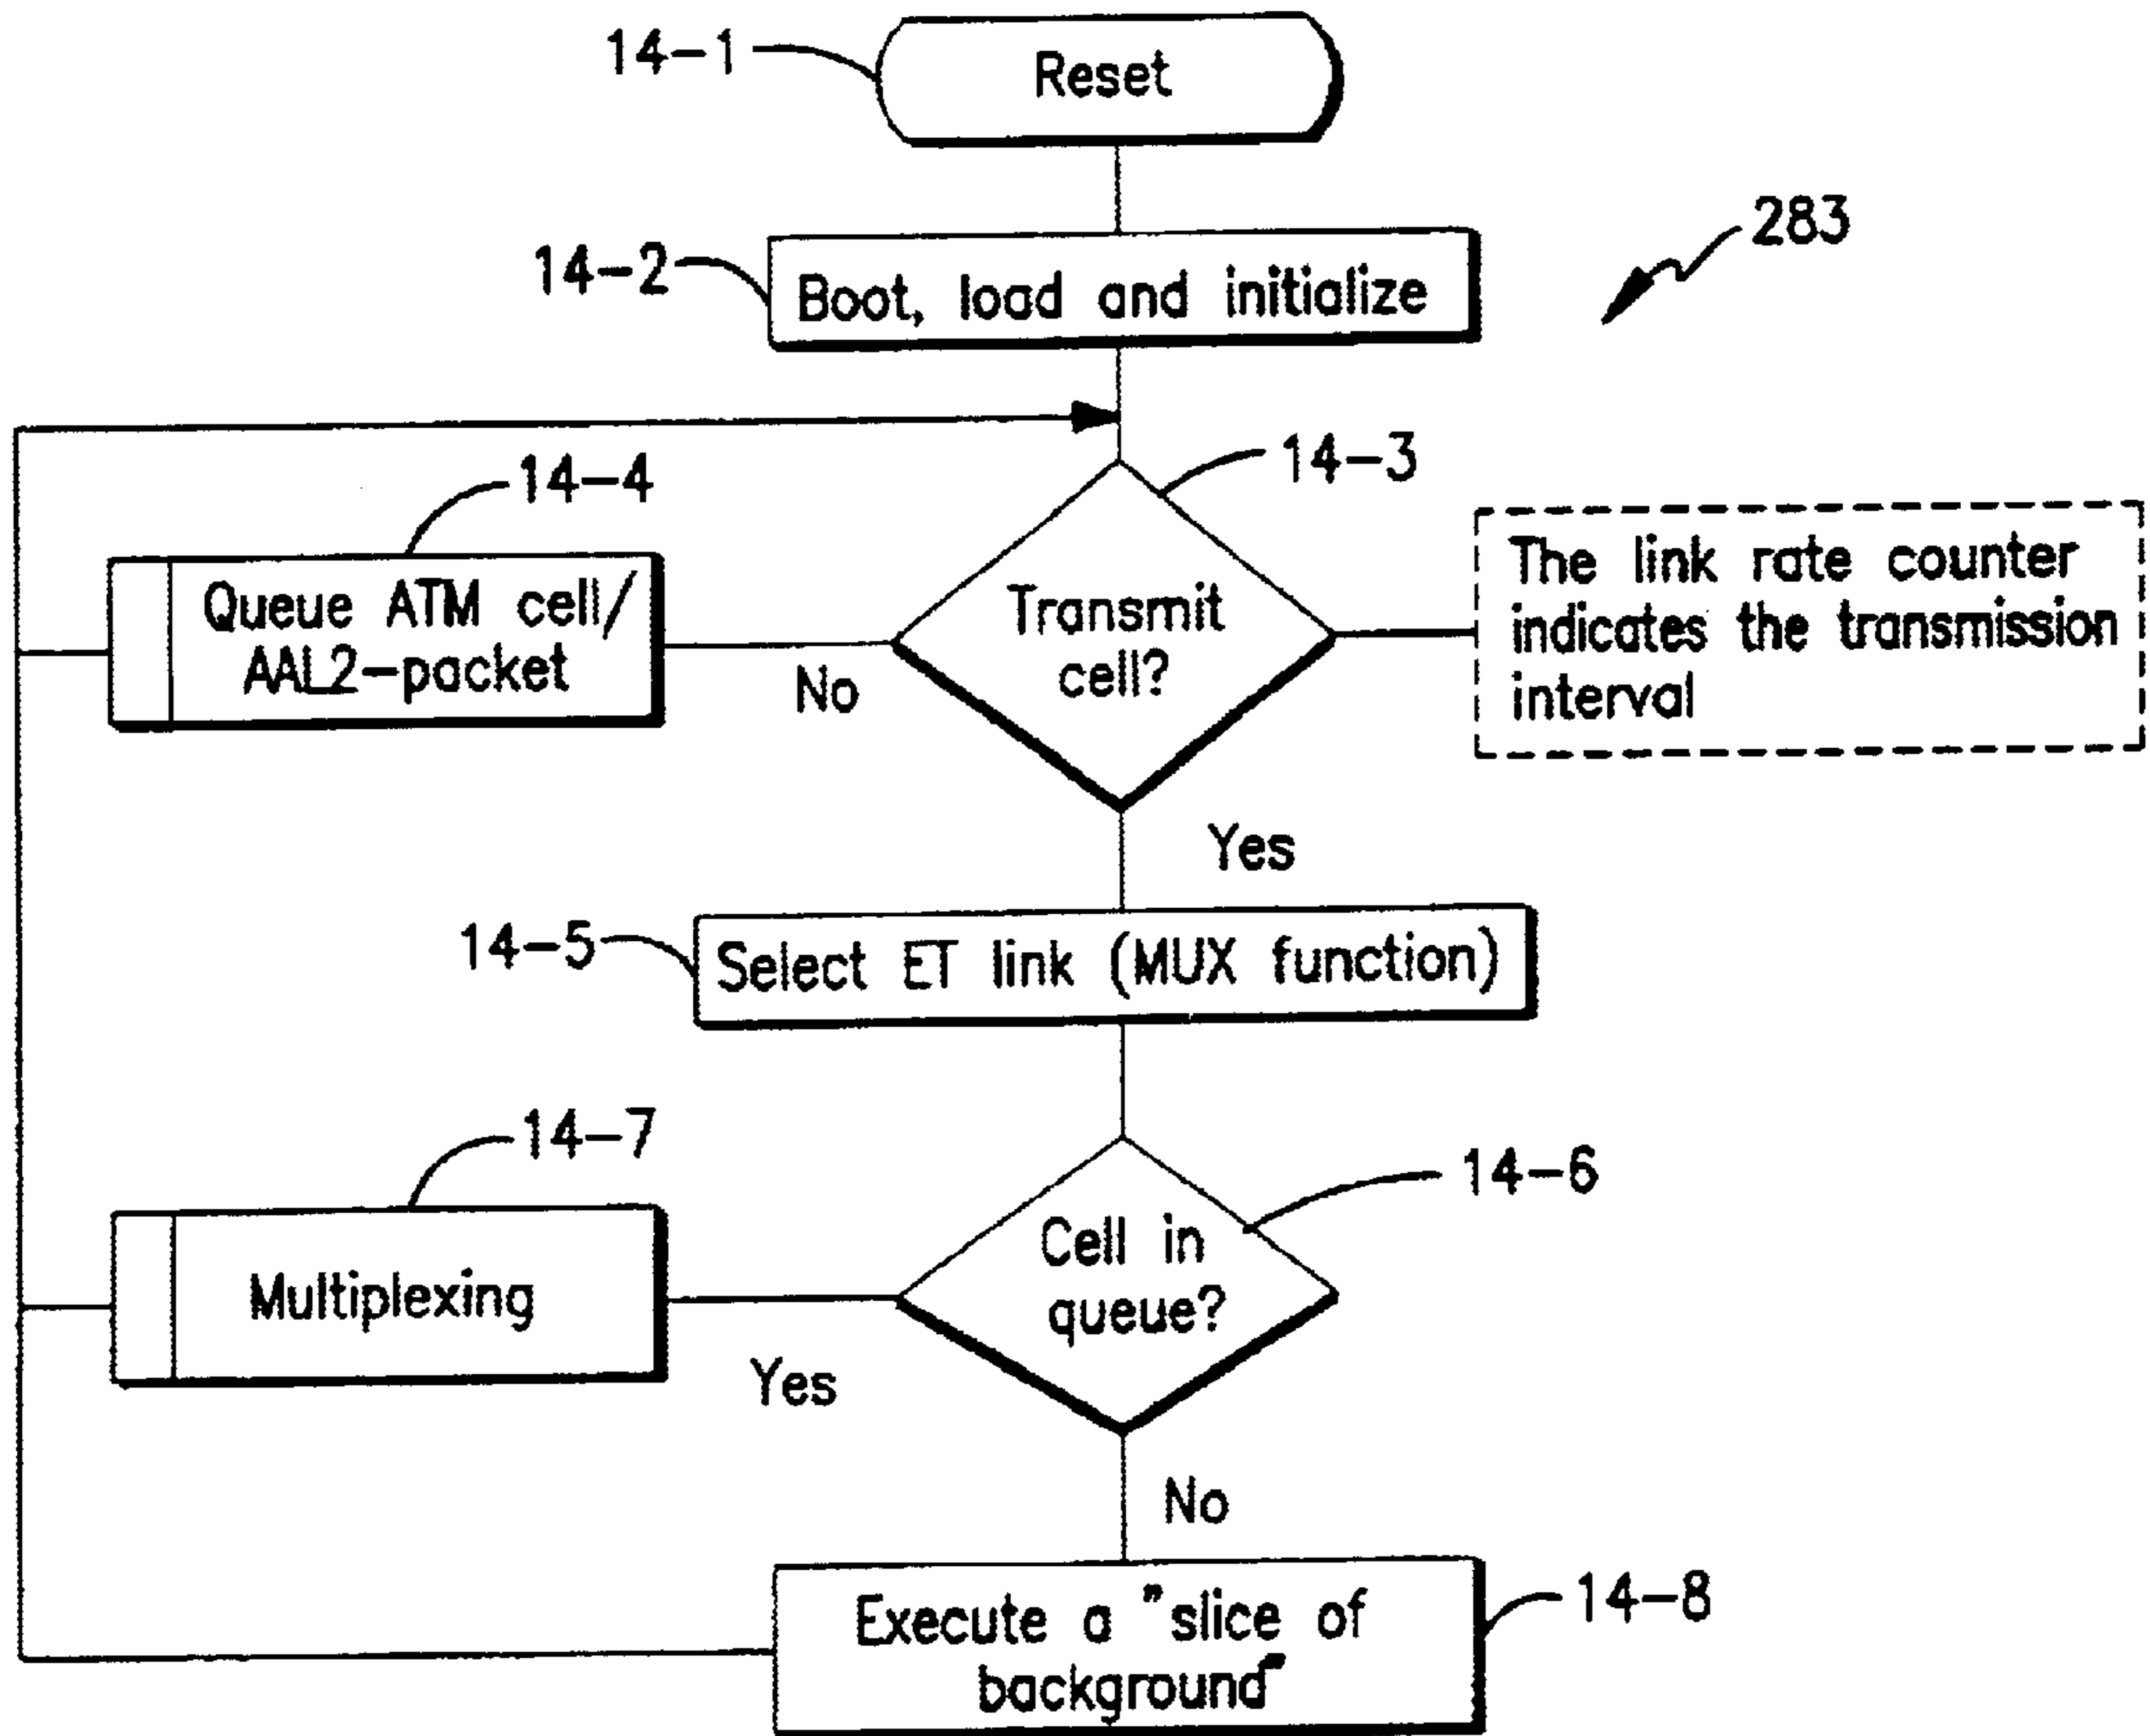 14-1
Reset
283
14-2
Boot, load and initialize
14-3
14-4
The link rate counter
indicates the transmission
interval
Queue ATM cell/
AAL2-packet
Transmit
cell?
No
Yes
14-5
Select ET link (MUX function)
14-7
14-6
Cell in
queue?
Multiplexing
Yes
No
14-8
Execute a "slice of
background"